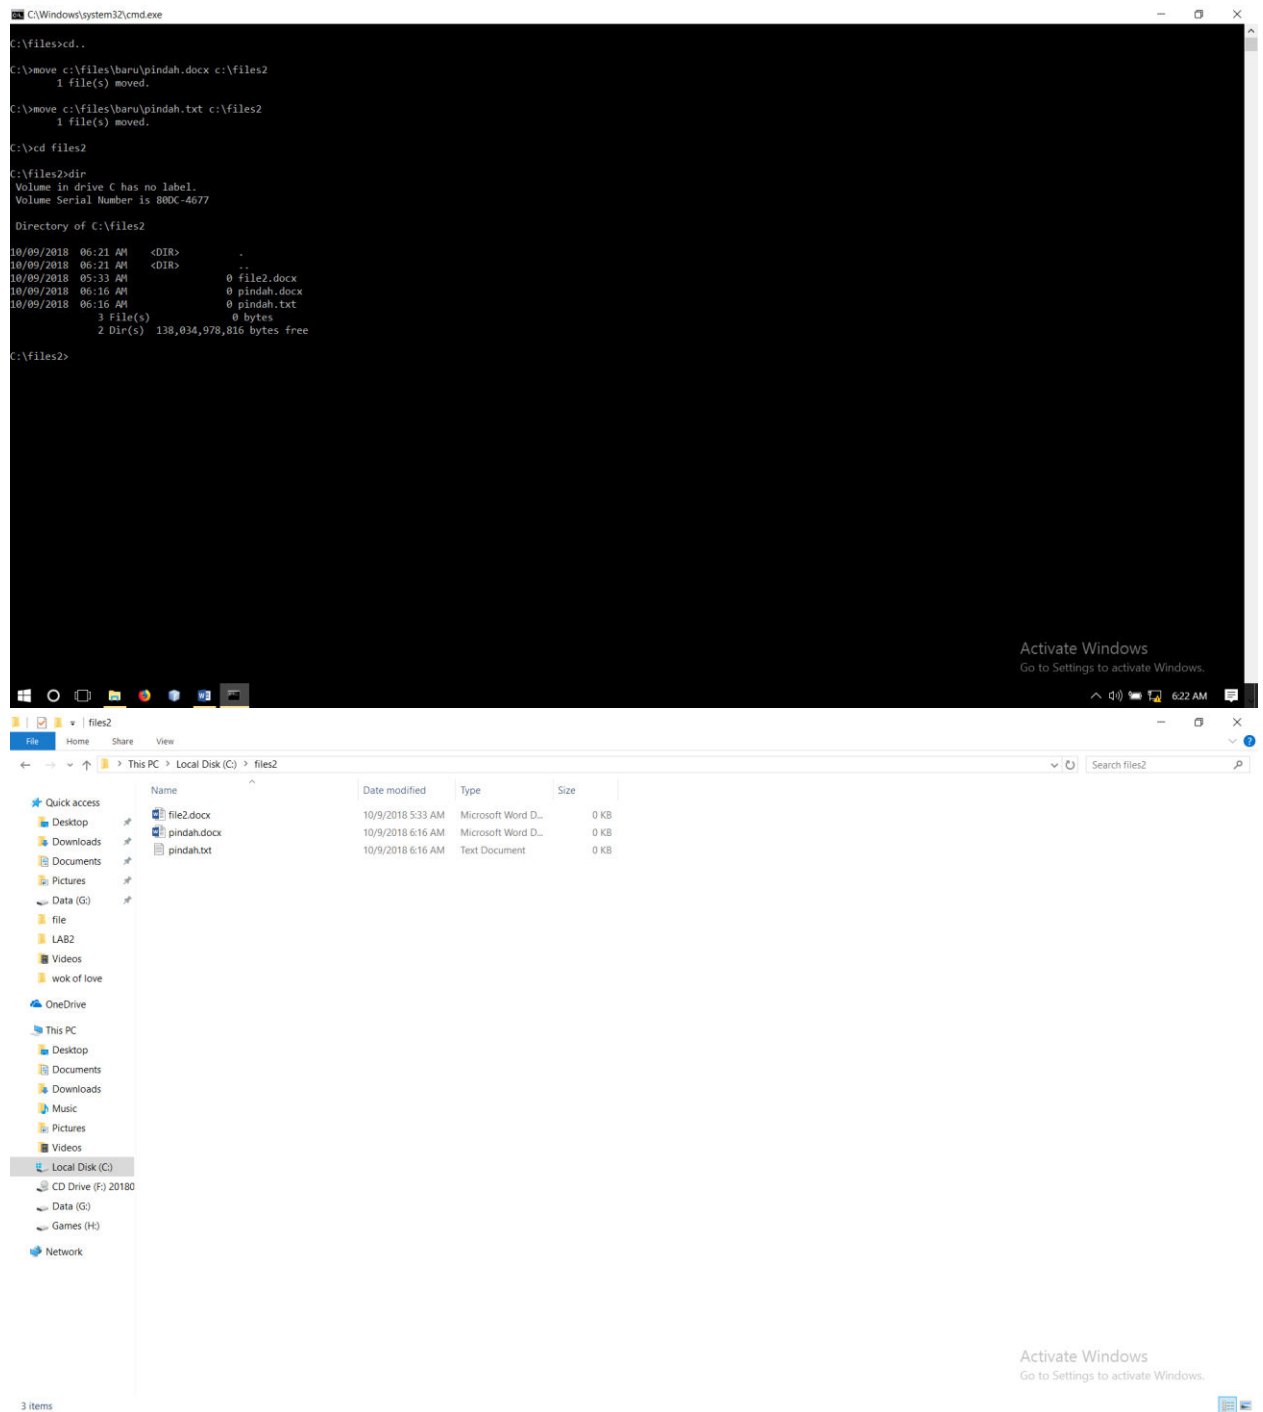 C:\Windows\system32\cmd.exe
C:\files>cd..
C:\>move c:\files\baru\pindah.docx c:\files2
1 file(s) moved.
C:\>move c:\files\baru\pindah.txt c:\files2
1 file(s) moved.
C:\>cd files2
C:\files2>dir
Volume in drive C has no label.
Volume Serial Number is 80DC-4677
Directory of C:\files2
10/09/2018 06:21 AM <DIR> .
10/09/2018 06:21 AM <DIR> ..
10/09/2018 05:33 AM 0 file2.docx
10/09/2018 06:16 AM 0 pindah.docx
10/09/2018 06:16 AM 0 pindah.txt
3 File(s) 0 bytes
2 Dir(s) 138,034,978,816 bytes free
C:\files2>
Activate Windows
Go to Settings to activate Windows.
6:22 AM
files2
File Home Share View
This PC > Local Disk (C:) > files2
Search files2
Name Date modified Type Size
file2.docx 10/9/2018 5:33 AM Microsoft Word D... 0 KB
pindah.docx 10/9/2018 6:16 AM Microsoft Word D... 0 KB
pindah.txt 10/9/2018 6:16 AM Text Document 0 KB
Quick access
Desktop
Downloads
Documents
Pictures
Data (G:)
file
LAB2
Videos
wok of love
OneDrive
This PC
Desktop
Documents
Downloads
Music
Pictures
Videos
Local Disk (C:)
CD Drive (F:) 20180
Data (G:)
Games (H:)
Network
Activate Windows
Go to Settings to activate Windows.
3 items